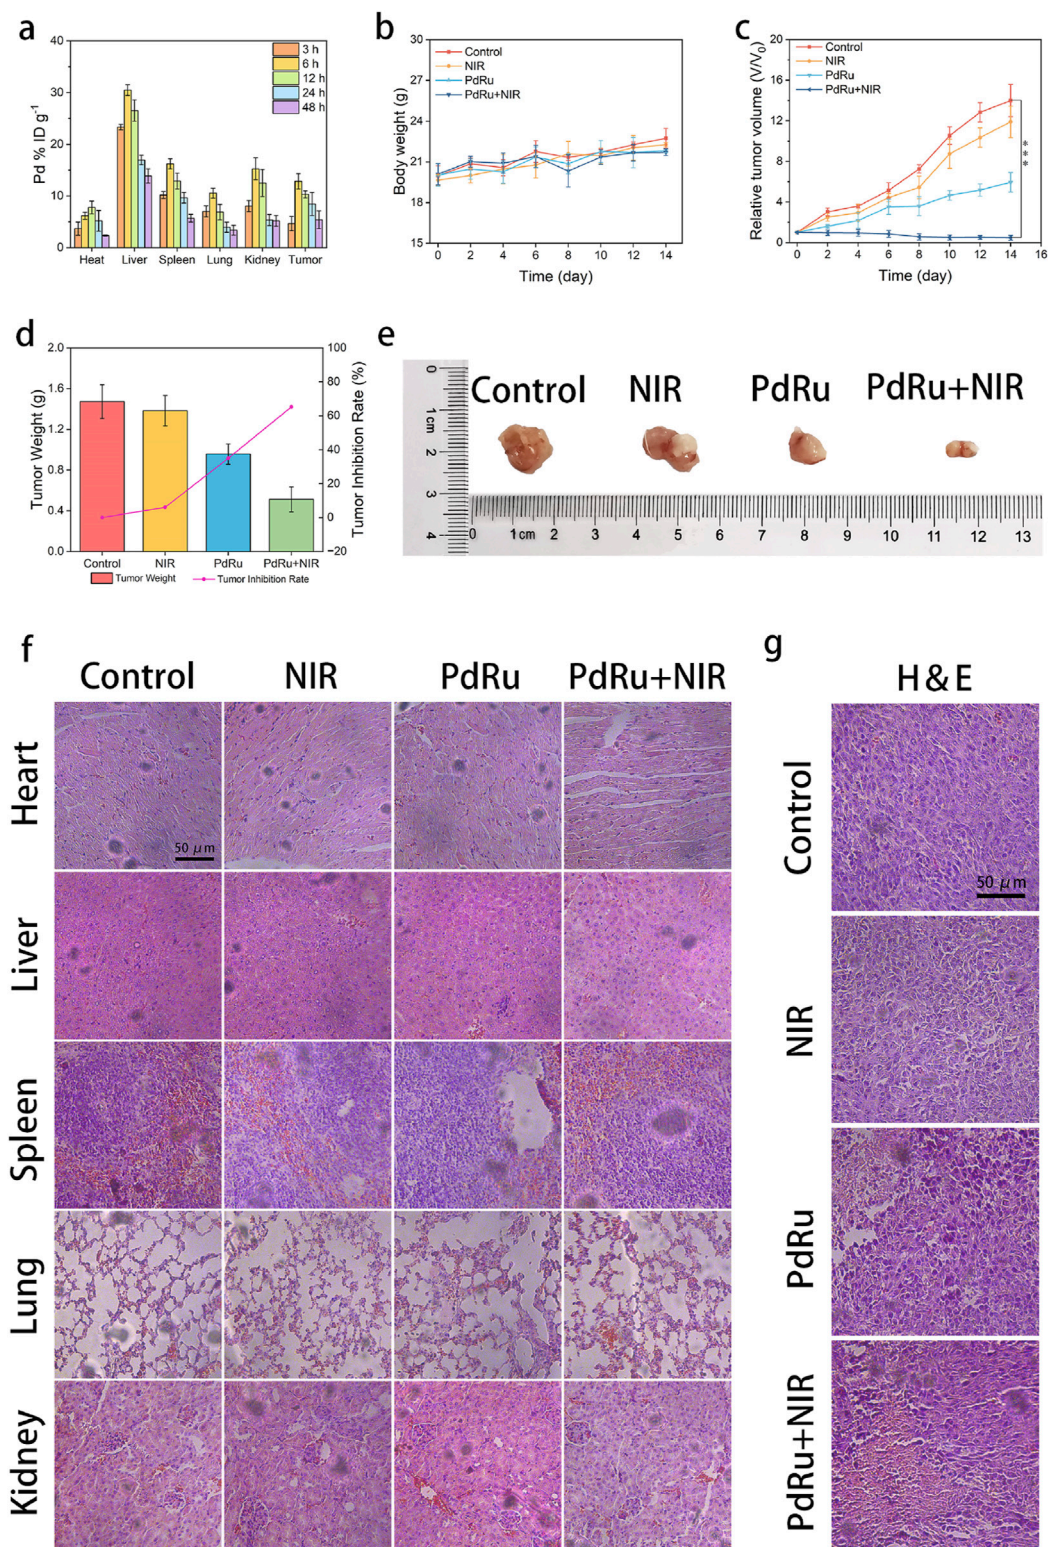 a
40
30
20
10
0
Pd % ID g⁻¹
3 h
6 h
12 h
24 h
48 h
Heat Liver Spleen Lung Kidney Tumor
b
30
27
24
21
18
15
Body weight (g)
Control
NIR
PdRu
PdRu+NIR
0 2 4 6 8 10 12 14
Time (day)
c
20
16
12
8
4
0
Relative tumor volume (V/V₀)
Control
NIR
PdRu
PdRu+NIR
***
0 2 4 6 8 10 12 14 16
Time (day)
d
2.0
1.6
1.2
0.8
0.4
0.0
Tumor Weight (g)
100
80
60
40
20
0
−20
Tumor Inhibition Rate (%)
Control NIR PdRu PdRu+NIR
Tumor Weight Tumor Inhibition Rate
e
Control NIR PdRu PdRu+NIR
0
1cm
2
3
4
0 1cm 2 3 4 5 6 7 8 9 10 11 12 13
f
Control NIR PdRu PdRu+NIR
Heart
50 μm
Liver
Spleen
Lung
Kidney
g
H & E
Control
50 μm
NIR
PdRu
PdRu+NIR